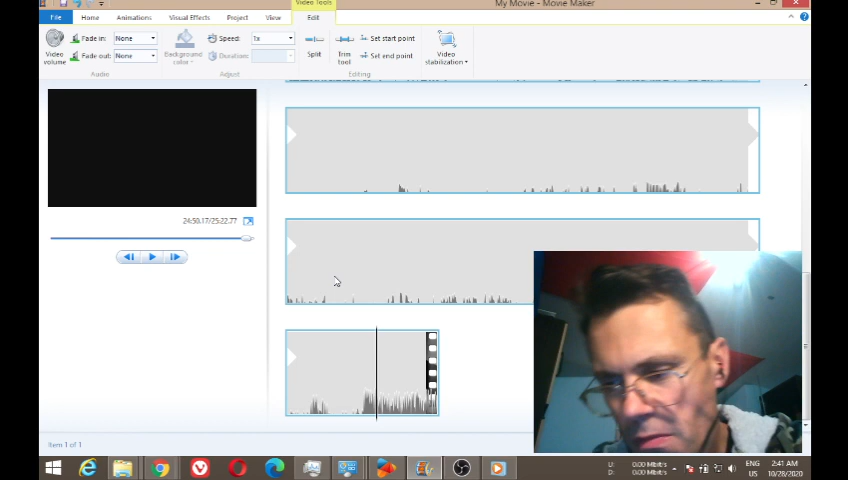 Video Tools
My Movie - Movie Maker
File Home Animations Visual Effects Project View Edit
Video volume
Fade in: None
Fade out: None
Audio
Background color
Speed: 1x
Duration:
Adjust
Split
Trim tool
Set start point
Set end point
Editing
Video stabilization
24:50.17/25:22.77
Item 1 of 1
U: 0.00 Mbit/s
D: 0.00 Mbit/s
ENG
US
2:41 AM
10/28/2020